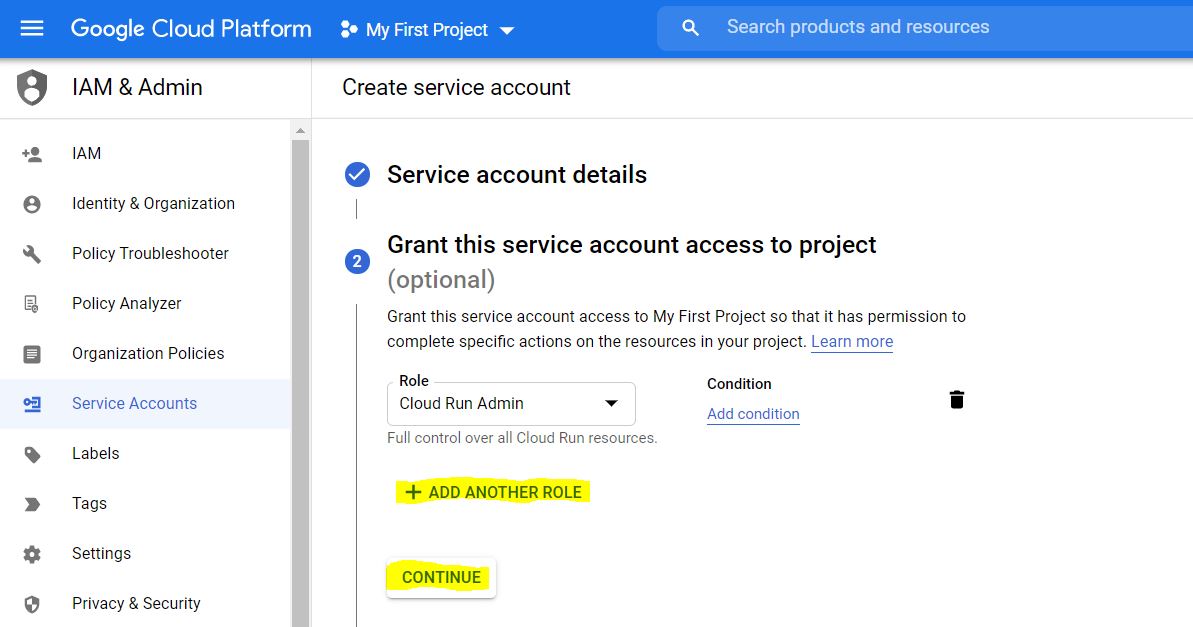 Google Cloud Platform
My First Project
Search products and resources
IAM & Admin
Create service account
IAM
Identity & Organization
Policy Troubleshooter
Policy Analyzer
Organization Policies
Service Accounts
Labels
Tags
Settings
Privacy & Security
Service account details
2
Grant this service account access to project
(optional)
Grant this service account access to My First Project so that it has permission to
complete specific actions on the resources in your project. Learn more
Role
Cloud Run Admin
Full control over all Cloud Run resources.
Condition
Add condition
+ ADD ANOTHER ROLE
CONTINUE